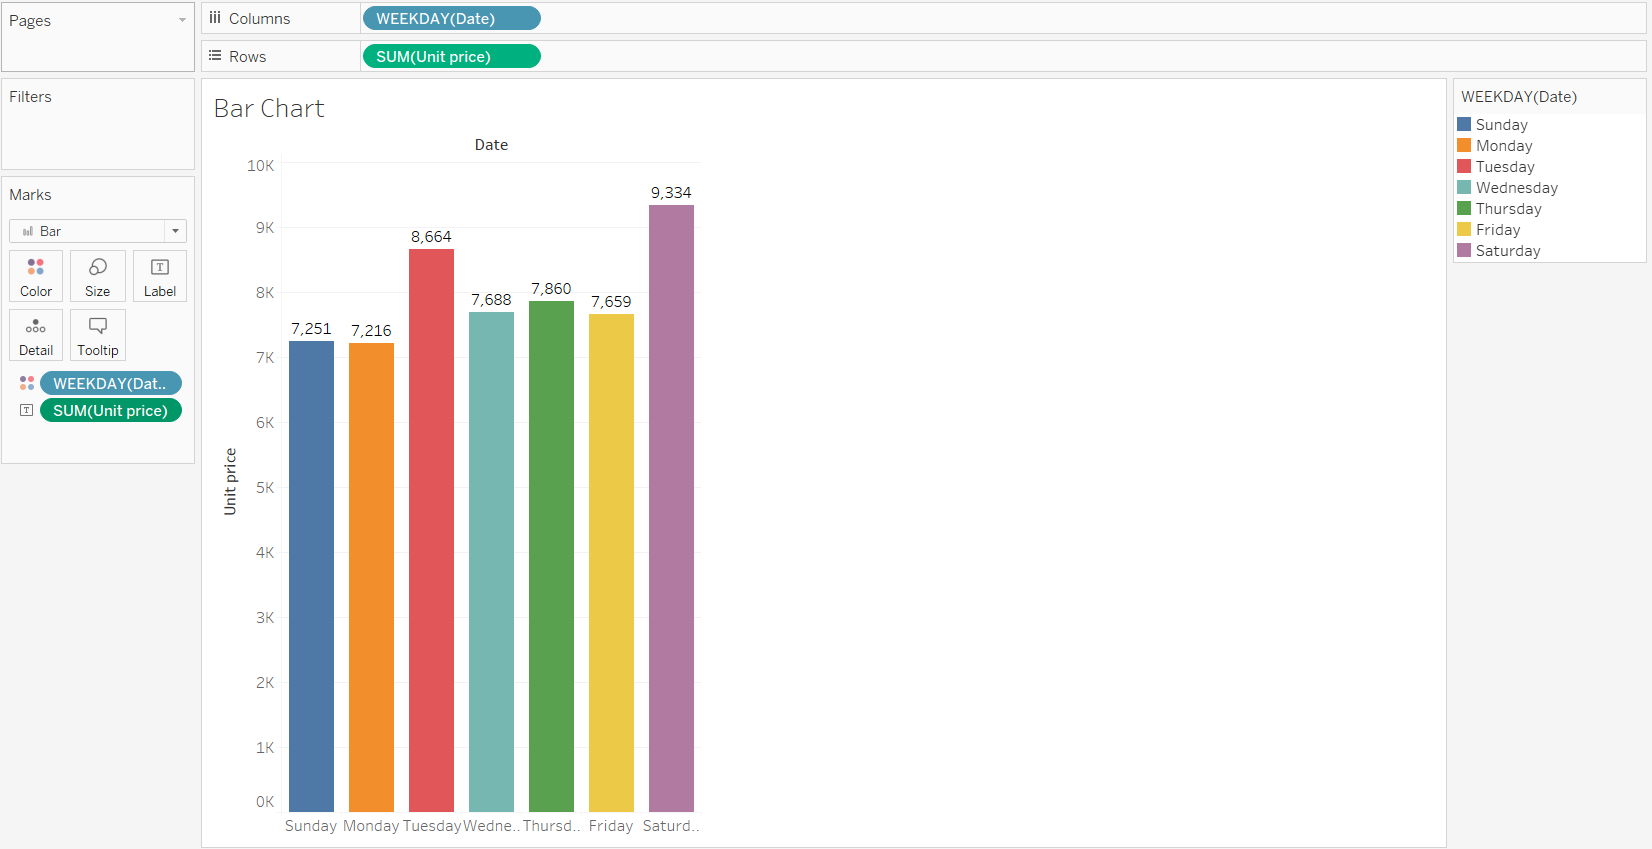 Pages
Columns
WEEKDAY(Date)
Rows
SUM(Unit price)
Filters
Marks
Bar
Color
Size
Label
Detail
Tooltip
WEEKDAY(Dat..
SUM(Unit price)
Bar Chart
Date
10K
9K
8K
7K
6K
5K
4K
3K
2K
1K
0K
Unit price
7,251
7,216
8,664
7,688
7,860
7,659
9,334
Sunday Monday Tuesday Wedne.. Thursd.. Friday Saturd..
WEEKDAY(Date)
Sunday
Monday
Tuesday
Wednesday
Thursday
Friday
Saturday